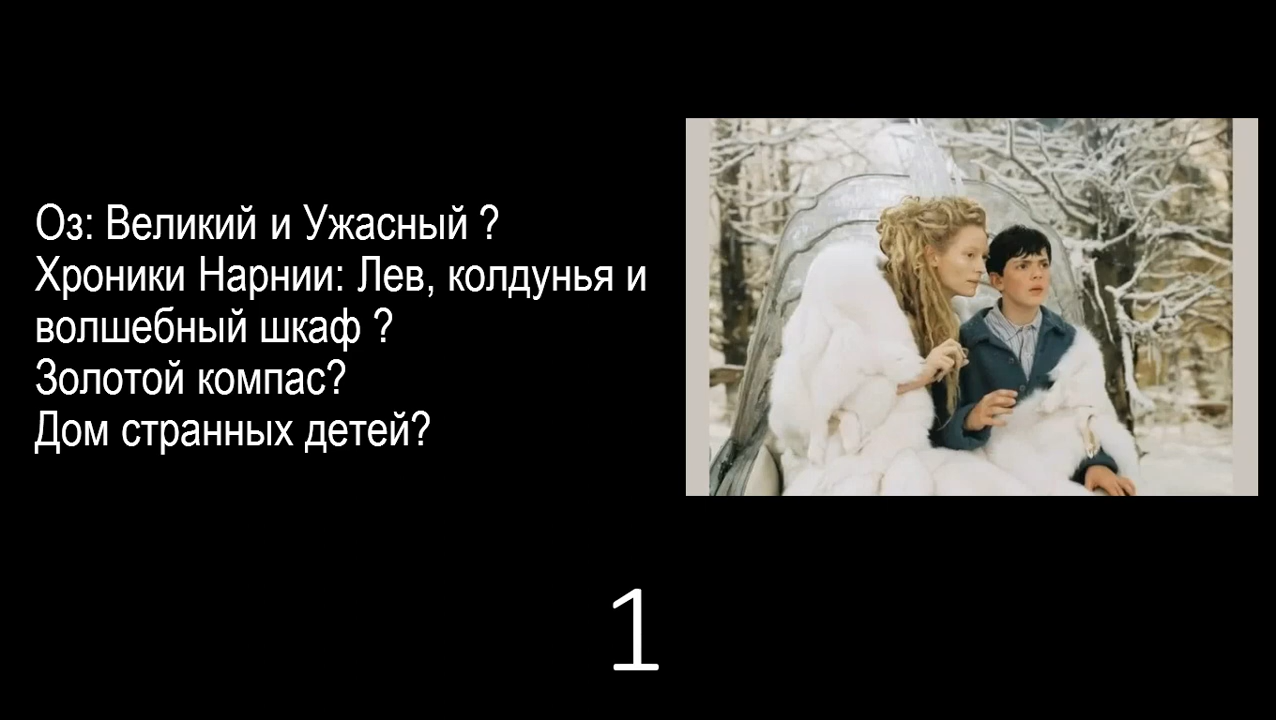 Оз: Великий и Ужасный ?
Хроники Нарнии: Лев, колдунья и
волшебный шкаф ?
Золотой компас?
Дом странных детей?
1